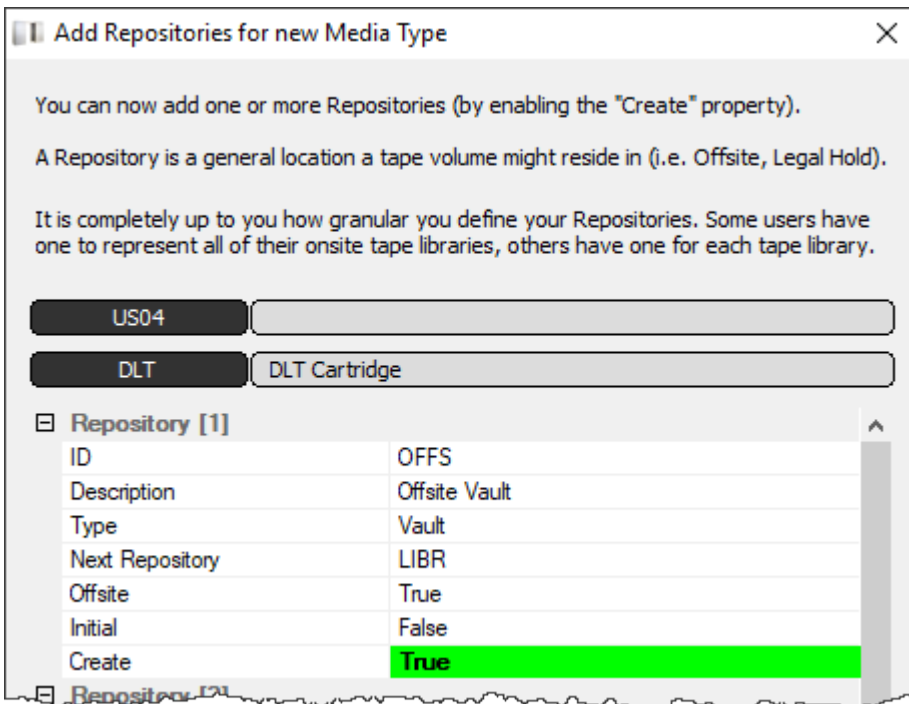 Add Repositories for new Media Type
You can now add one or more Repositories (by enabling the "Create" property).
A Repository is a general location a tape volume might reside in (i.e. Offsite, Legal Hold).
It is completely up to you how granular you define your Repositories. Some users have
one to represent all of their onsite tape libraries, others have one for each tape library.
US04
DLT DLT Cartridge
Repository [1]
ID OFFS
Description Offsite Vault
Type Vault
Next Repository LIBR
Offsite True
Initial False
Create True
Repository [2]